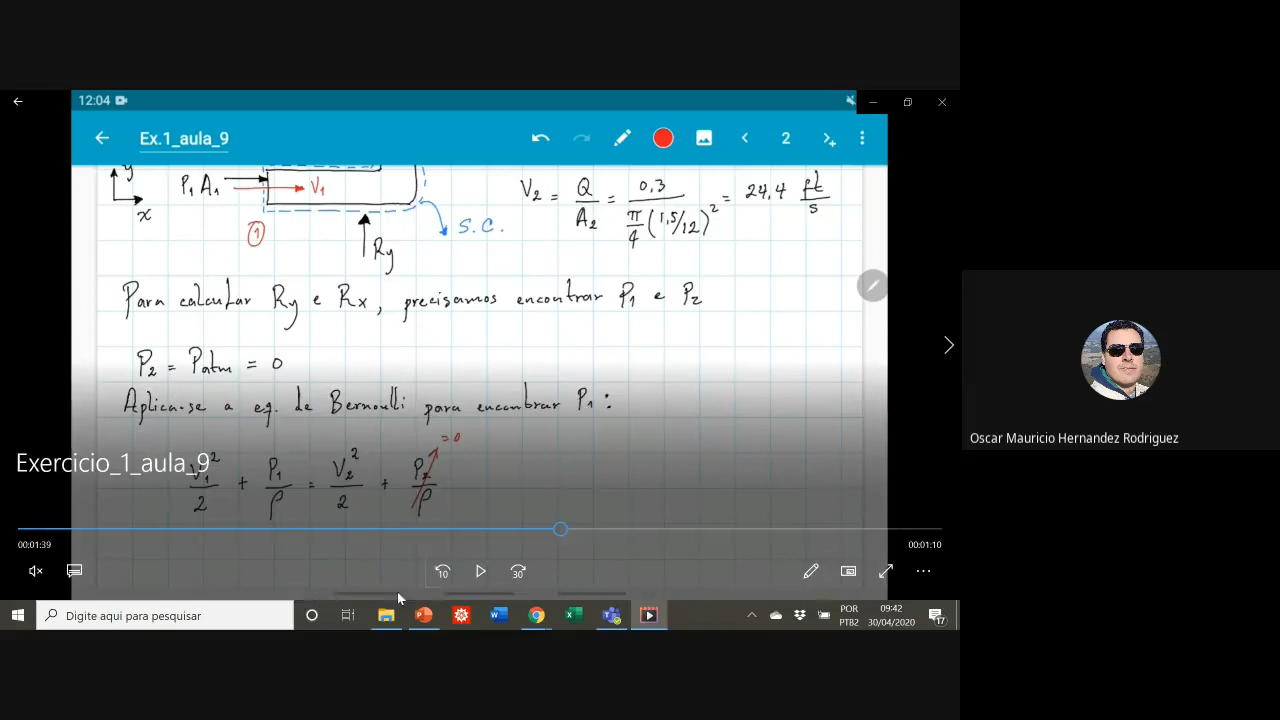 12:04
Ex.1_aula_9
2
y
P₁ A₁
V₁
x
①
S.C.
Ry
V₂ = Q/A₂ = 0,3 / (π/4 (1,5/12)²) = 24,4 ft/s
Para calcular Ry e Rx, precisamos encontrar P₁ e P₂
P₂ = Patm = 0
Aplica-se a eq. de Bernoulli para encontrar P₁ :
= 0
V₁²/2 + P₁/ρ = V₂²/2 + P₂/ρ
Exercicio_1_aula_9
00:01:39
00:01:10
10
30
Digite aqui para pesquisar
POR
PTB2
09:42
30/04/2020
17
Oscar Mauricio Hernandez Rodriguez